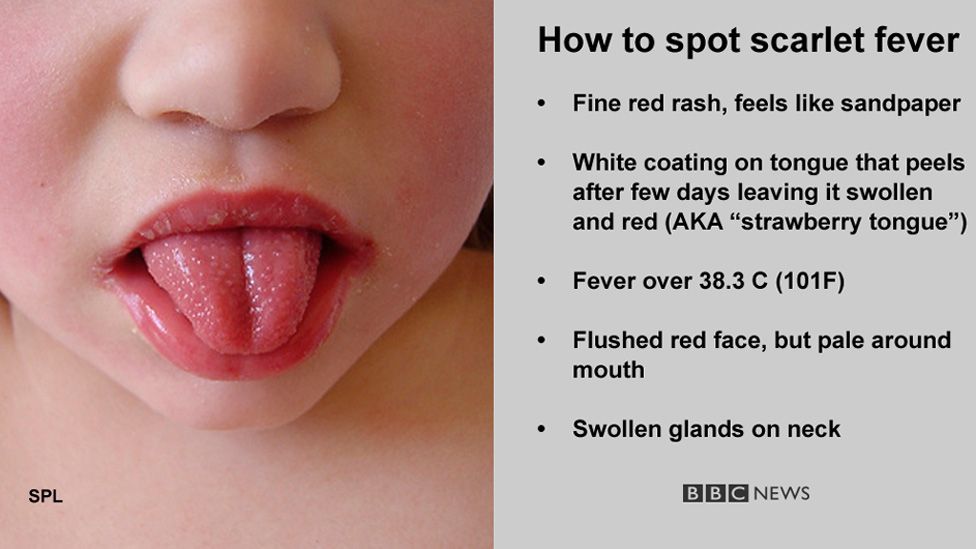 How to spot scarlet fever
• Fine red rash, feels like sandpaper
• White coating on tongue that peels
after few days leaving it swollen
and red (AKA “strawberry tongue”)
• Fever over 38.3 C (101F)
• Flushed red face, but pale around
mouth
• Swollen glands on neck
SPL
BBC NEWS